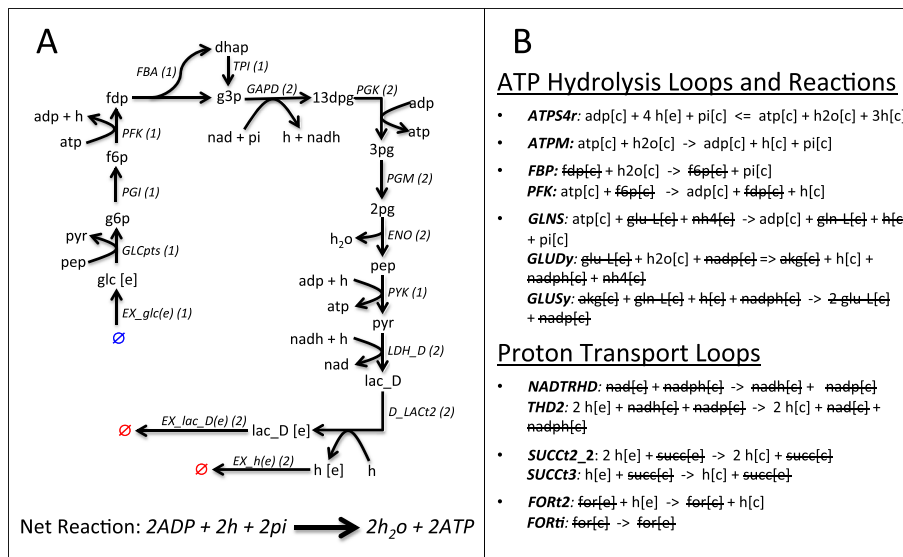 A
dhap
FBA (1)
TPI (1)
fdp
g3p
GAPD (2)
13dpg
PGK (2)
adp
atp
adp + h
atp
PFK (1)
nad + pi
h + nadh
3pg
f6p
PGM (2)
PGI (1)
2pg
g6p
h2o
ENO (2)
pyr
pep
GLCpts (1)
pep
adp + h
atp
PYK (1)
glc [e]
pyr
EX_glc(e) (1)
nadh + h
nad
LDH_D (2)
∅
lac_D
D_LACt2 (2)
∅
EX_lac_D(e) (2)
lac_D [e]
∅
EX_h(e) (2)
h [e]
h
Net Reaction: 2ADP + 2h + 2pi → 2h2o + 2ATP
B
ATP Hydrolysis Loops and Reactions
• ATPS4r: adp[c] + 4 h[e] + pi[c] <= atp[c] + h2o[c] + 3h[c]
• ATPM: atp[c] + h2o[c] -> adp[c] + h[c] + pi[c]
• FBP: fdp[c] + h2o[c] -> f6p[c] + pi[c]
PFK: atp[c] + f6p[c] -> adp[c] + fdp[c] + h[c]
• GLNS: atp[c] + glu-L[c] + nh4[c] -> adp[c] + gln-L[c] + h[c]
+ pi[c]
GLUDy: glu-L[c] + h2o[c] + nadp[c] => akg[c] + h[c] +
nadph[c] + nh4[c]
GLUSy: akg[c] + gln-L[c] + h[c] + nadph[c] -> 2 glu-L[c]
+ nadp[c]
Proton Transport Loops
• NADTRHD: nad[c] + nadph[c] -> nadh[c] + nadp[c]
THD2: 2 h[e] + nadh[c] + nadp[c] -> 2 h[c] + nad[c] +
nadph[c]
• SUCCt2_2: 2 h[e] + succ[e] -> 2 h[c] + succ[c]
SUCCt3: h[e] + succ[c] -> h[c] + succ[e]
• FORt2: for[e] + h[e] -> for[c] + h[c]
FORti: for[c] -> for[e]